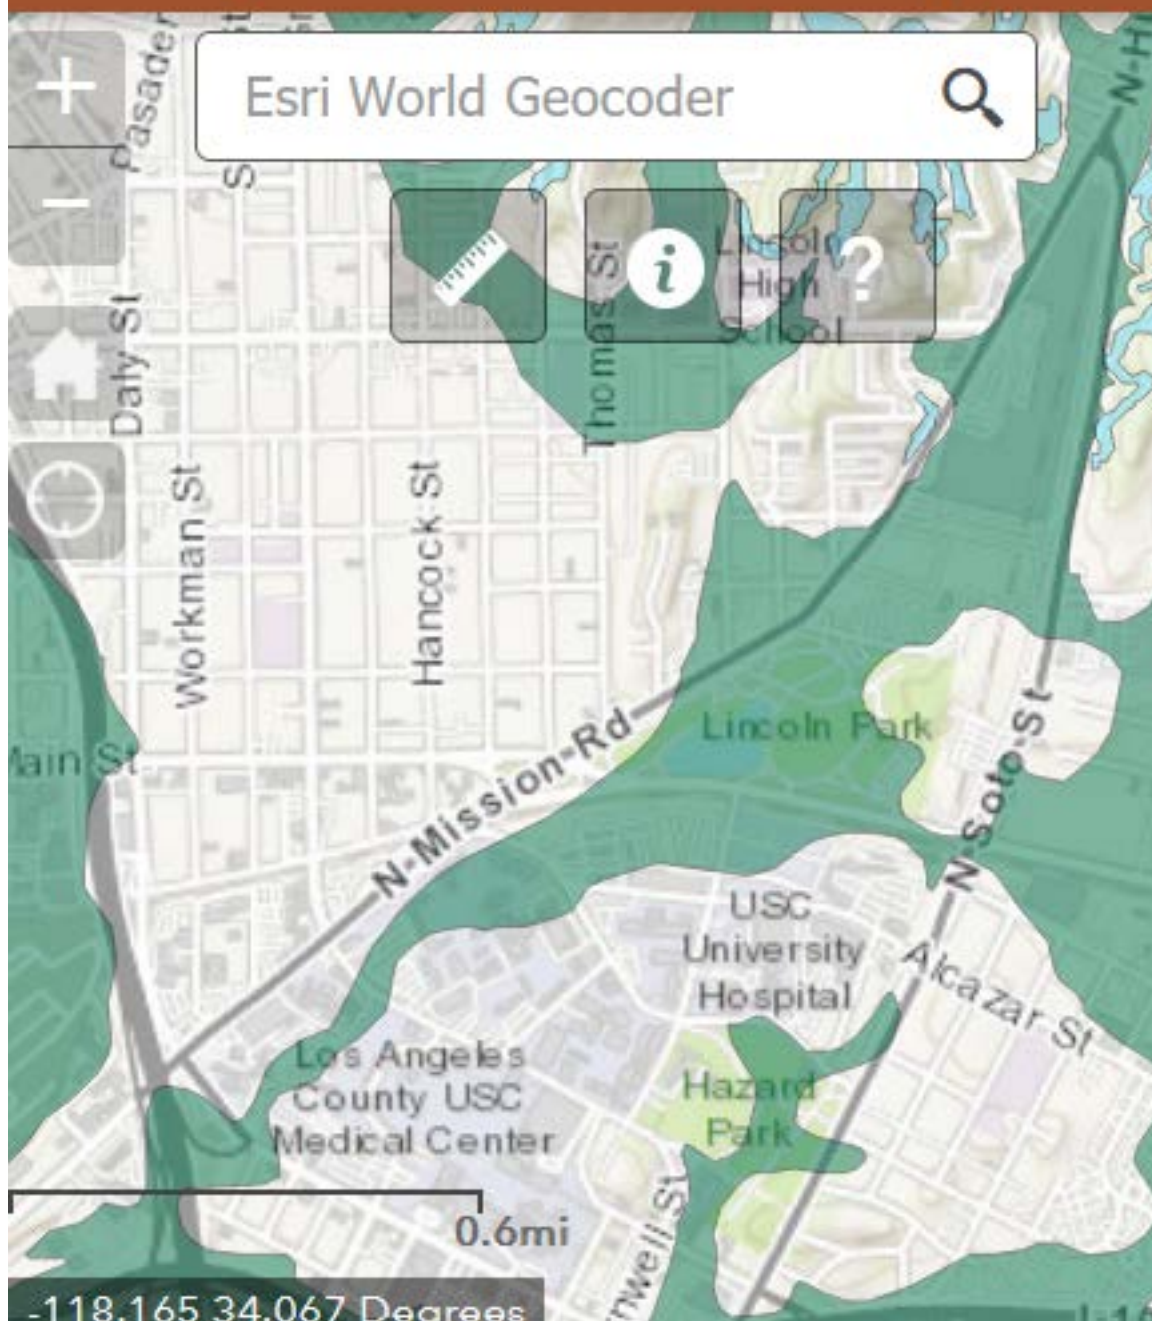 Esri World Geocoder
i
?
Lincoln
High
School
Thomas St
Daly St
Workman St
Hancock St
Main St
N-Mission-Rd
Lincoln Park
N-Soto-St
USC
University
Hospital
Alcazar St
Los Angeles
County USC
Medical Center
Hazard
Park
0.6mi
-118.165 34.067 Degrees